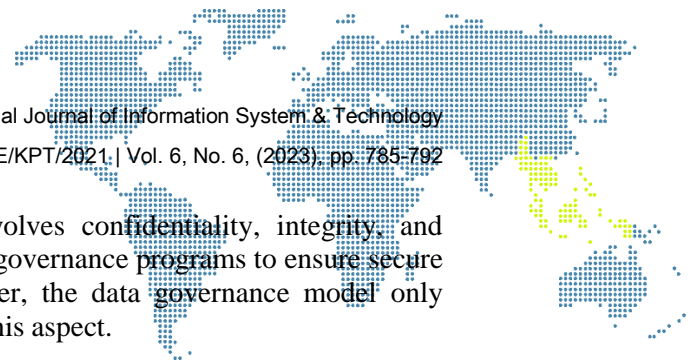 al Journal of Information System & Technology
E/KPT/2021 | Vol. 6, No. 6, (2023), pp. 785-792
volves confidentiality, integrity, and
governance programs to ensure secure
er, the data governance model only
his aspect.